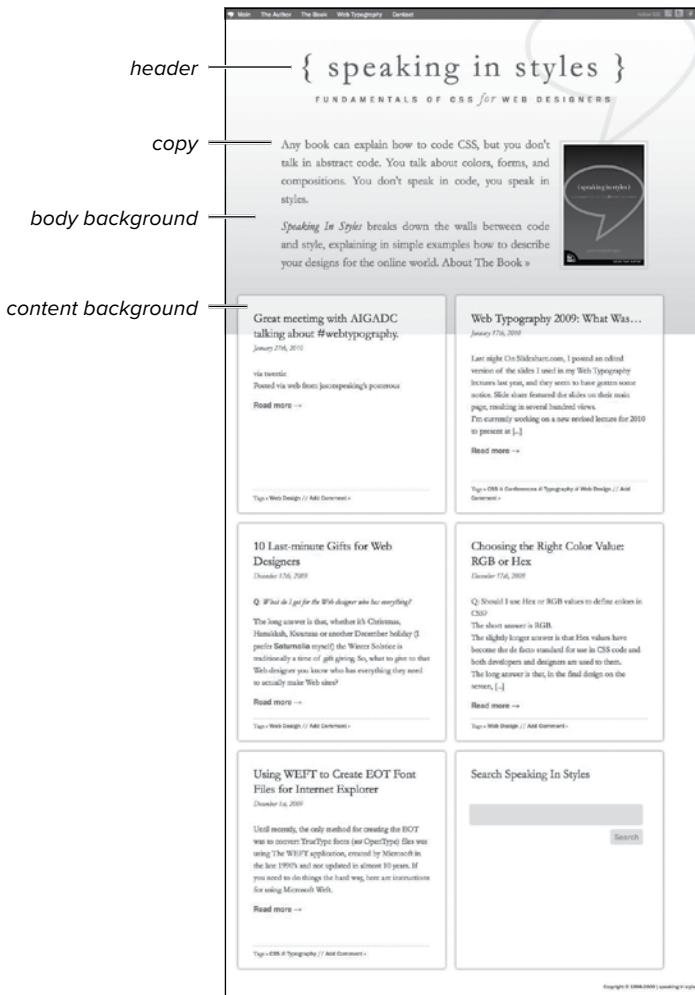 Main The Author The Book Web Typography Contact
header
{ speaking in styles }
FUNDAMENTALS OF CSS for WEB DESIGNERS
copy
Any book can explain how to code CSS, but you don't
talk in abstract code. You talk about colors, forms, and
compositions. You don't speak in code, you speak in
styles.
{speaking in styles}
body background
Speaking In Styles breaks down the walls between code
and style, explaining in simple examples how to describe
your designs for the online world. About The Book »
content background
Great meeting with AIGADC
talking about #webtypography.
January 27th, 2010
via tweetie
Posted via web from jasonspeaking's posterous
Read more →
Tags » Web Design // Add Comment »
Web Typography 2009: What Was…
January 17th, 2010
Last night On Slideshare.com, I posted an edited
version of the slides I used in my Web Typography
lectures last year, and they seem to have gotten some
notice. Slide share featured the slides on their main
page, resulting in several hundred views.
I'm currently working on a new revised lecture for 2010
to present at [...]
Read more →
Tags » CSS // Conferences // Typography // Web Design // Add
Comment »
10 Last-minute Gifts for Web
Designers
December 17th, 2009
Q: What do I get for the Web designer who has everything?
The long answer is that, whether it's Christmas,
Hanukkah, Kwanzaa or another December holiday (I
prefer Saturnalia myself) the Winter Solstice is
traditionally a time of gift giving. So, what to give to that
Web designer you know who has everything they need
to actually make Web sites?
Read more →
Tags » Web Design // Add Comment »
Choosing the Right Color Value:
RGB or Hex
December 17th, 2009
Q: Should I use Hex or RGB values to define colors in
CSS?
The short answer is RGB.
The slightly longer answer is that Hex values have
become the de facto standard for use in CSS code and
both developers and designers are used to them.
The long answer is that, in the final design on the
screen, [...]
Read more →
Tags » Web Design // Add Comment »
Using WEFT to Create EOT Font
Files for Internet Explorer
December 1st, 2009
Until recently, the only method for creating the EOT
was to convert TrueType fonts (not OpenType) files was
using The WEFT application, created by Microsoft in
the late 1990's and not updated in almost 10 years. If
you need to do things the hard way, here are instructions
for using Microsoft Weft.
Read more →
Tags » CSS // Typography // Add Comment »
Search Speaking In Styles
Search
Copyright © 1996-2009 | speaking in style